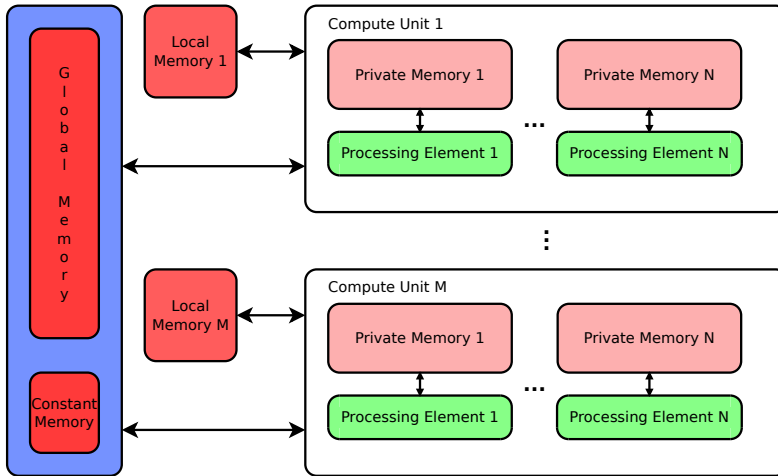 Global Memory
Constant
Memory
Local
Memory 1
Compute Unit 1
Private Memory 1
Private Memory N
...
Processing Element 1
Processing Element N
...
Local
Memory M
Compute Unit M
Private Memory 1
Private Memory N
...
Processing Element 1
Processing Element N